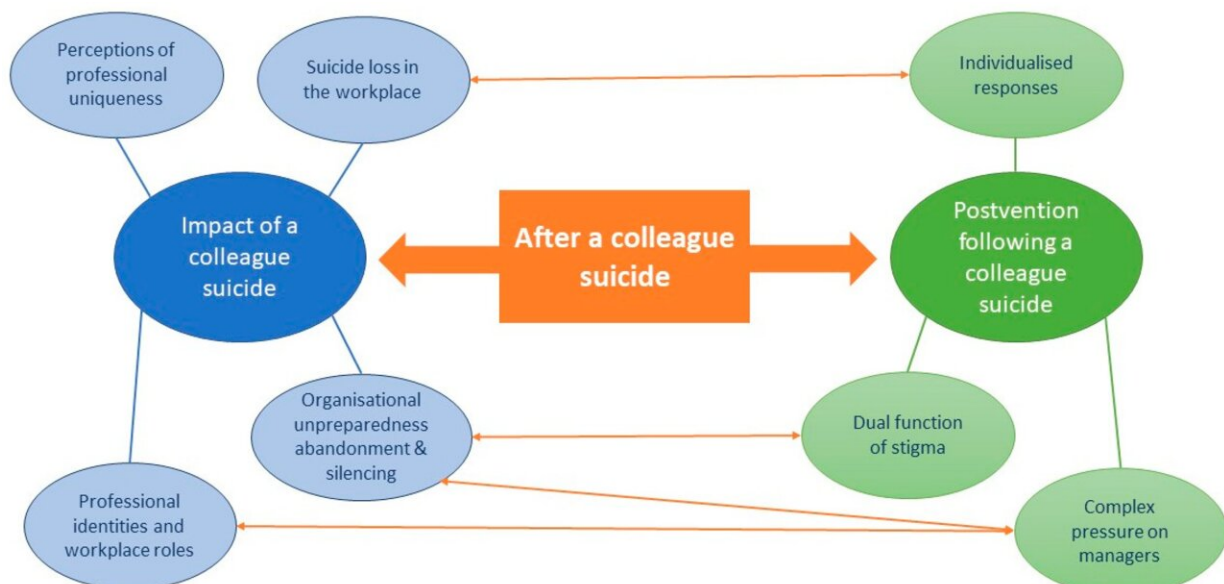 Perceptions of
professional
uniqueness
Suicide loss in
the workplace
Individualised
responses
Impact of a
colleague
suicide
After a colleague
suicide
Postvention
following a
colleague
suicide
Organisational
unpreparedness
abandonment &
silencing
Dual function
of stigma
Professional
identities and
workplace roles
Complex
pressure on
managers